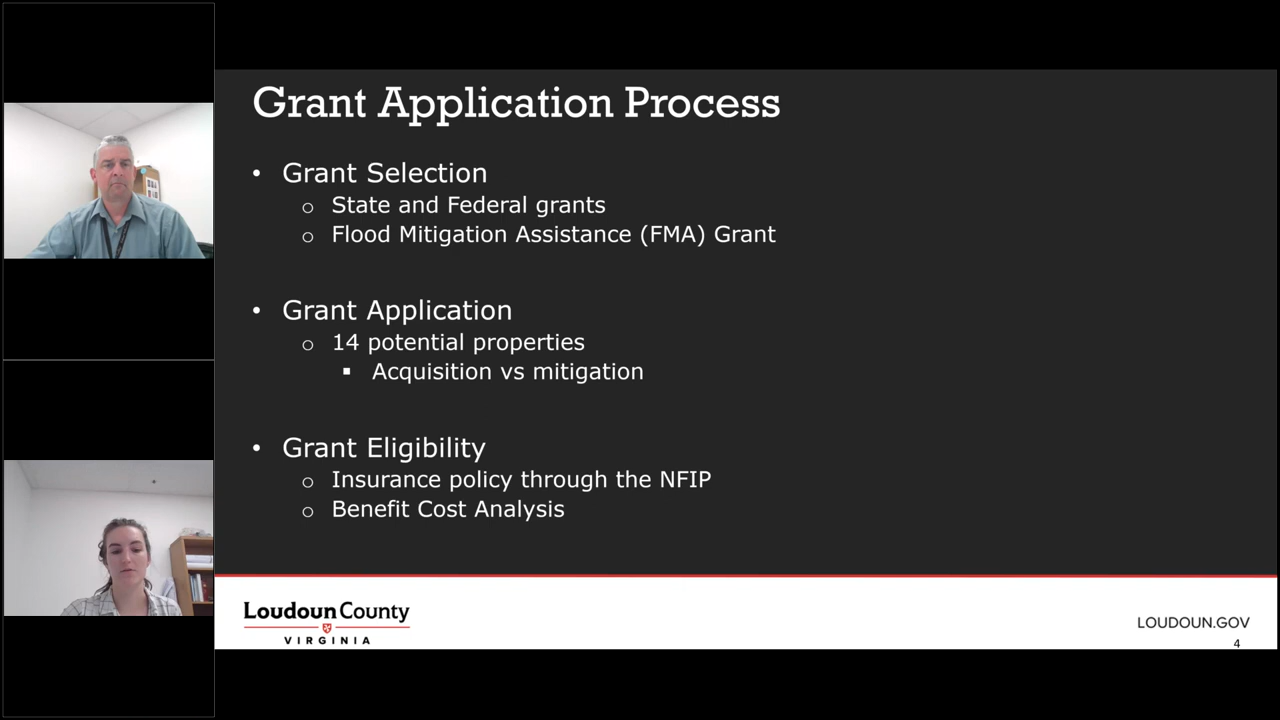 Grant Application Process
• Grant Selection
o State and Federal grants
o Flood Mitigation Assistance (FMA) Grant
• Grant Application
o 14 potential properties
▪ Acquisition vs mitigation
• Grant Eligibility
o Insurance policy through the NFIP
o Benefit Cost Analysis
Loudoun County
VIRGINIA
LOUDOUN.GOV
4